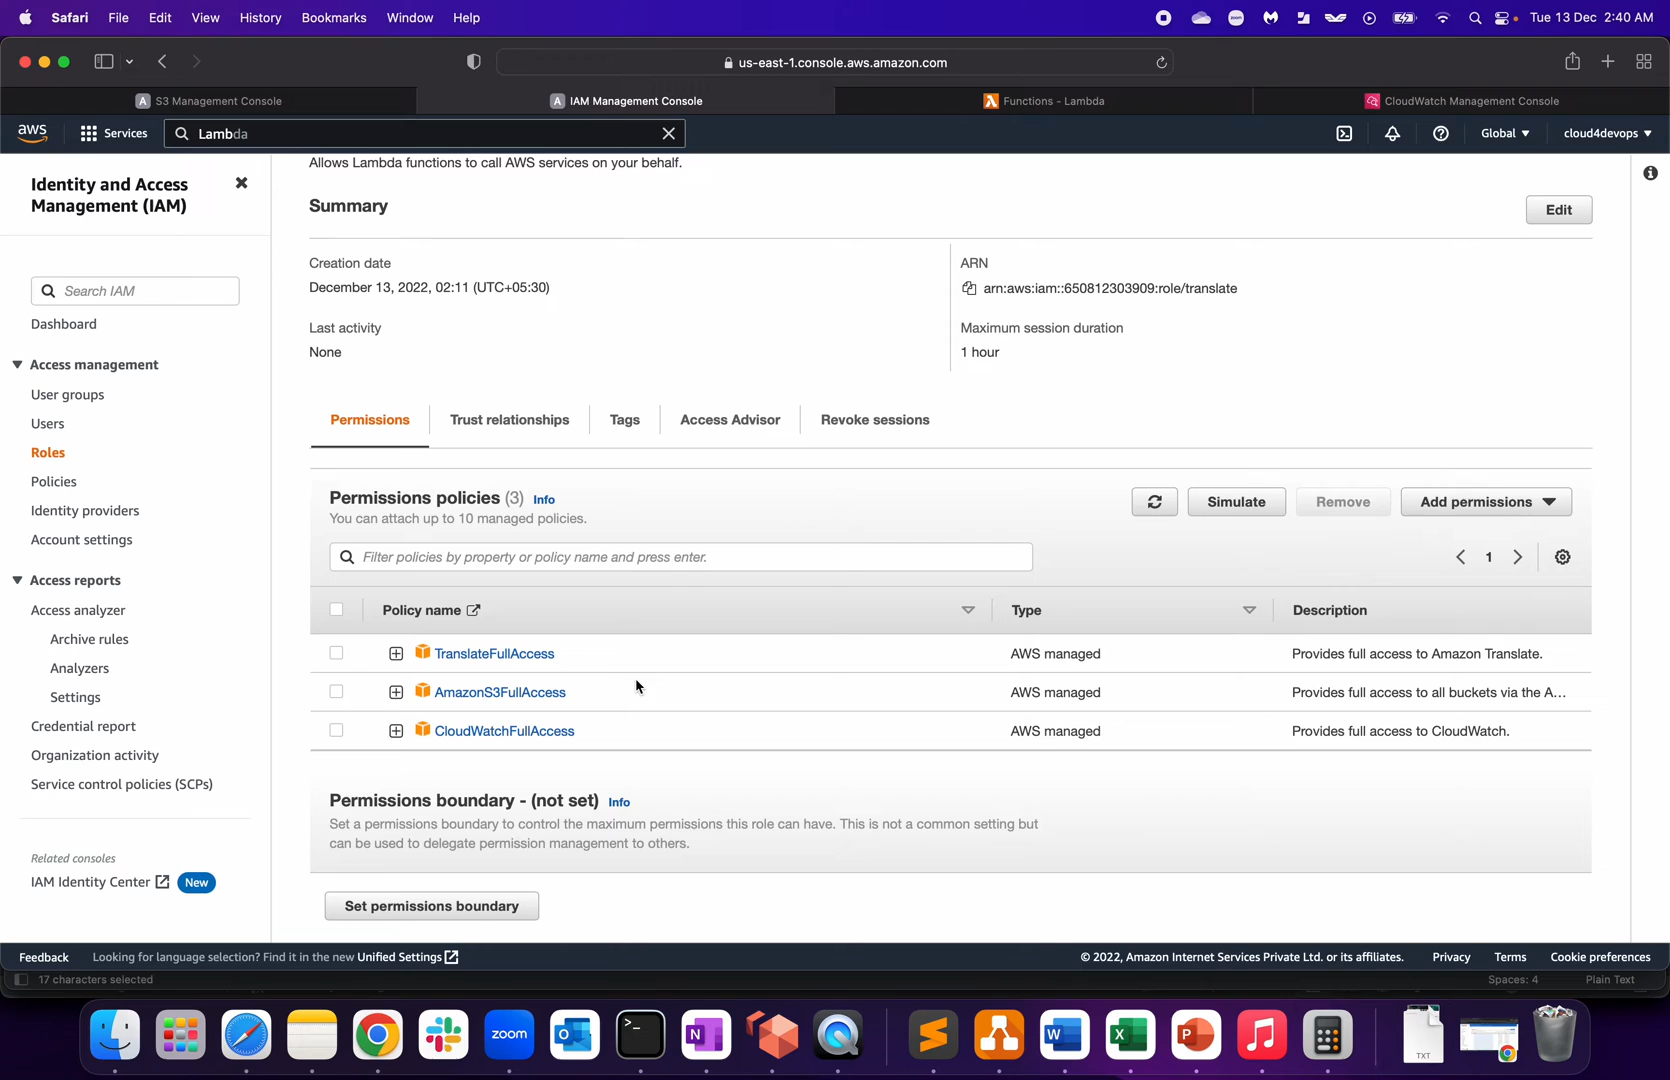 Safari File Edit View History Bookmarks Window Help
zoom
Tue 13 Dec 2:40 AM
us-east-1.console.aws.amazon.com
A S3 Management Console
A IAM Management Console
Functions - Lambda
CloudWatch Management Console
aws
Services
Lambda
Global
cloud4devops
Identity and Access
Management (IAM)
Search IAM
Dashboard
Access management
User groups
Users
Roles
Policies
Identity providers
Account settings
Access reports
Access analyzer
Archive rules
Analyzers
Settings
Credential report
Organization activity
Service control policies (SCPs)
Related consoles
IAM Identity Center New
Allows Lambda functions to call AWS services on your behalf.
Summary
Edit
Creation date
December 13, 2022, 02:11 (UTC+05:30)
ARN
arn:aws:iam::650812303909:role/translate
Last activity
None
Maximum session duration
1 hour
Permissions
Trust relationships
Tags
Access Advisor
Revoke sessions
Permissions policies (3) Info
You can attach up to 10 managed policies.
Simulate
Remove
Add permissions
Filter policies by property or policy name and press enter.
1
Policy name
Type
Description
TranslateFullAccess AWS managed Provides full access to Amazon Translate.
AmazonS3FullAccess AWS managed Provides full access to all buckets via the A...
CloudWatchFullAccess AWS managed Provides full access to CloudWatch.
Permissions boundary - (not set) Info
Set a permissions boundary to control the maximum permissions this role can have. This is not a common setting but
can be used to delegate permission management to others.
Set permissions boundary
Feedback Looking for language selection? Find it in the new Unified Settings
© 2022, Amazon Internet Services Private Ltd. or its affiliates. Privacy Terms Cookie preferences
17 characters selected
Spaces: 4
Plain Text
zoom
N
W
X
P
TXT